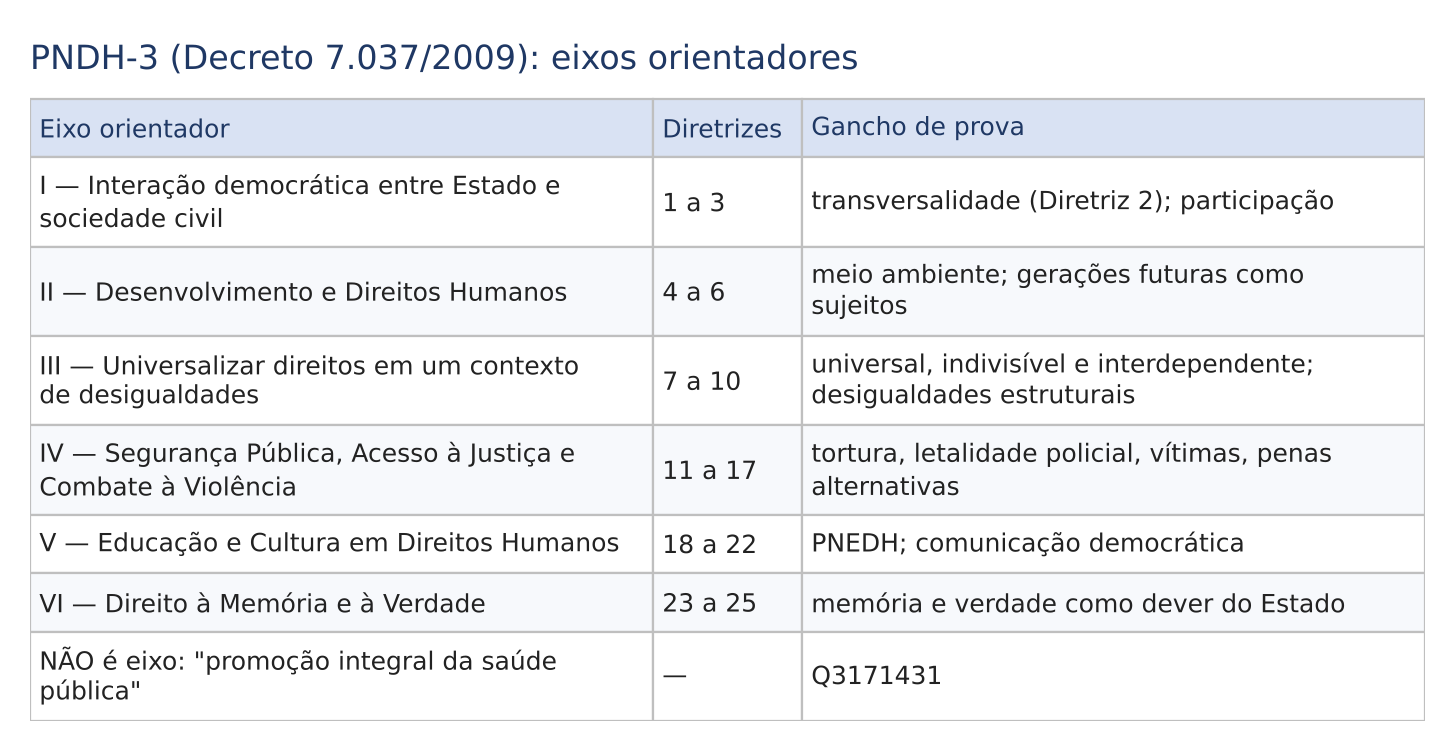 PNDH-3 (Decreto 7.037/2009): eixos orientadores
Eixo orientador
Diretrizes
Gancho de prova
I — Interação democrática entre Estado e
sociedade civil
1 a 3
transversalidade (Diretriz 2); participação
II — Desenvolvimento e Direitos Humanos
4 a 6
meio ambiente; gerações futuras como
sujeitos
III — Universalizar direitos em um contexto
de desigualdades
7 a 10
universal, indivisível e interdependente;
desigualdades estruturais
IV — Segurança Pública, Acesso à Justiça e
Combate à Violência
11 a 17
tortura, letalidade policial, vítimas, penas
alternativas
V — Educação e Cultura em Direitos Humanos
18 a 22
PNEDH; comunicação democrática
VI — Direito à Memória e à Verdade
23 a 25
memória e verdade como dever do Estado
NÃO é eixo: "promoção integral da saúde
pública"
—
Q3171431